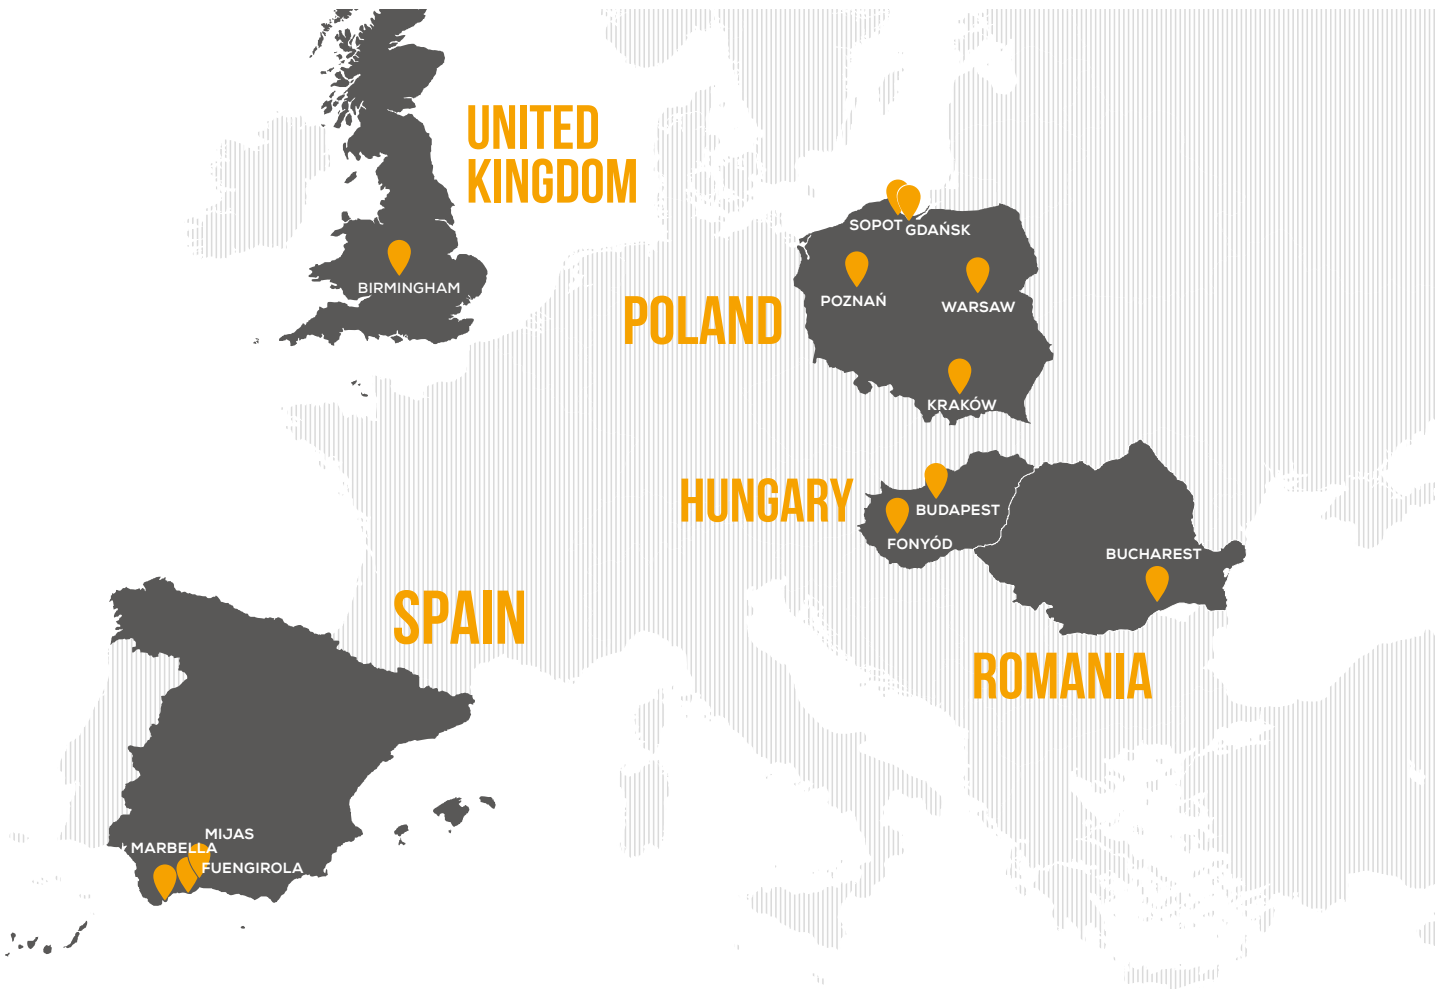 UNITED
KINGDOM
BIRMINGHAM
SOPOT
GDAŃSK
POZNAŃ
WARSAW
POLAND
KRAKÓW
HUNGARY
BUDAPEST
FONYÓD
BUCHAREST
SPAIN
ROMANIA
MIJAS
MARBELLA
FUENGIROLA